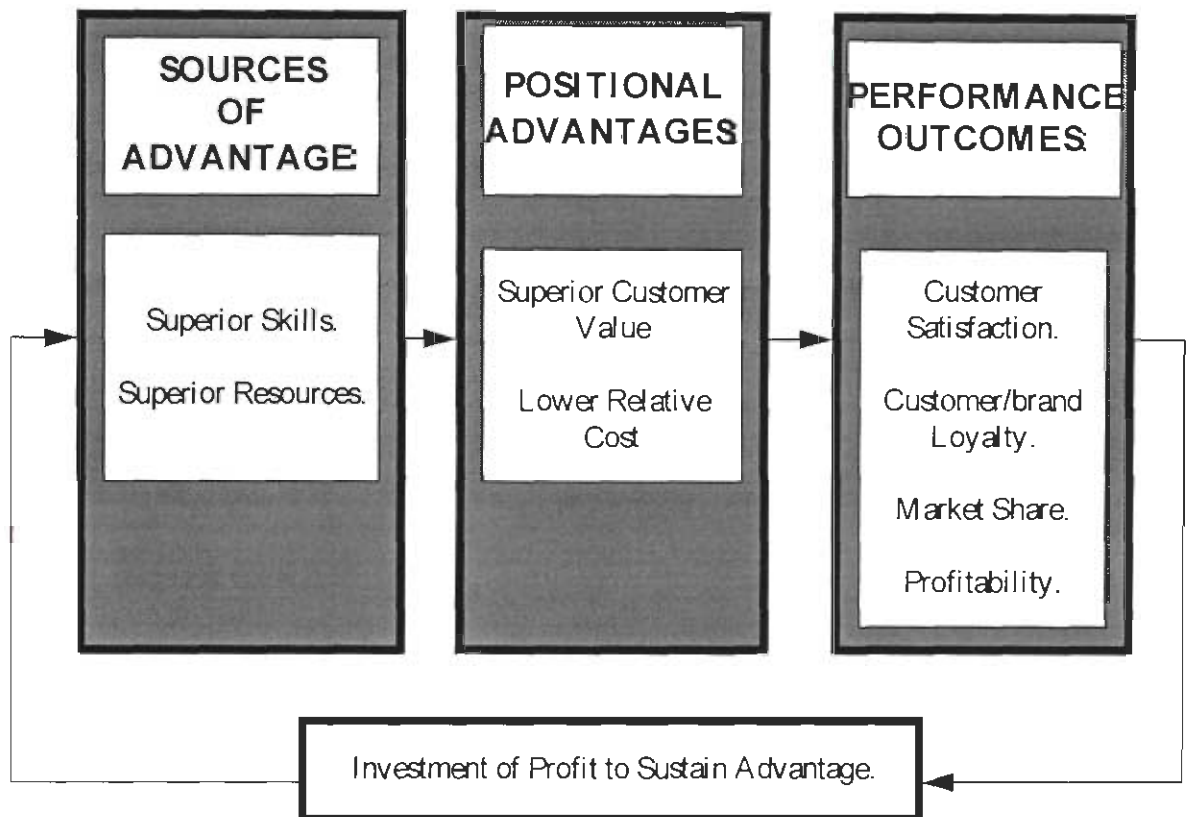 SOURCES
OF
ADVANTAGE:
Superior Skills.
Superior Resources.
POSITIONAL
ADVANTAGES
Superior Customer
Value
Lower Relative
Cost
PERFORMANCE
OUTCOMES:
Customer
Satisfaction.
Customer/brand
Loyalty.
Market Share.
Profitability.
Investment of Profit to Sustain Advantage.